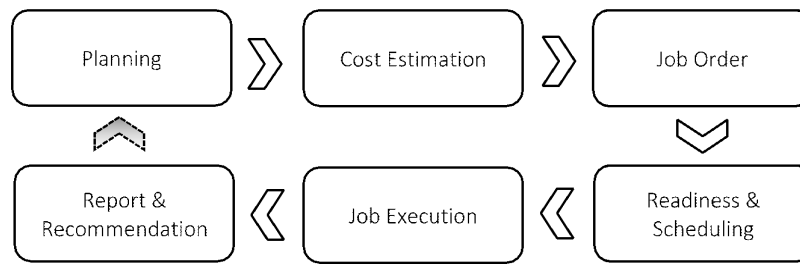 Planning
Cost Estimation
Job Order
Readiness &
Scheduling
Job Execution
Report &
Recommendation